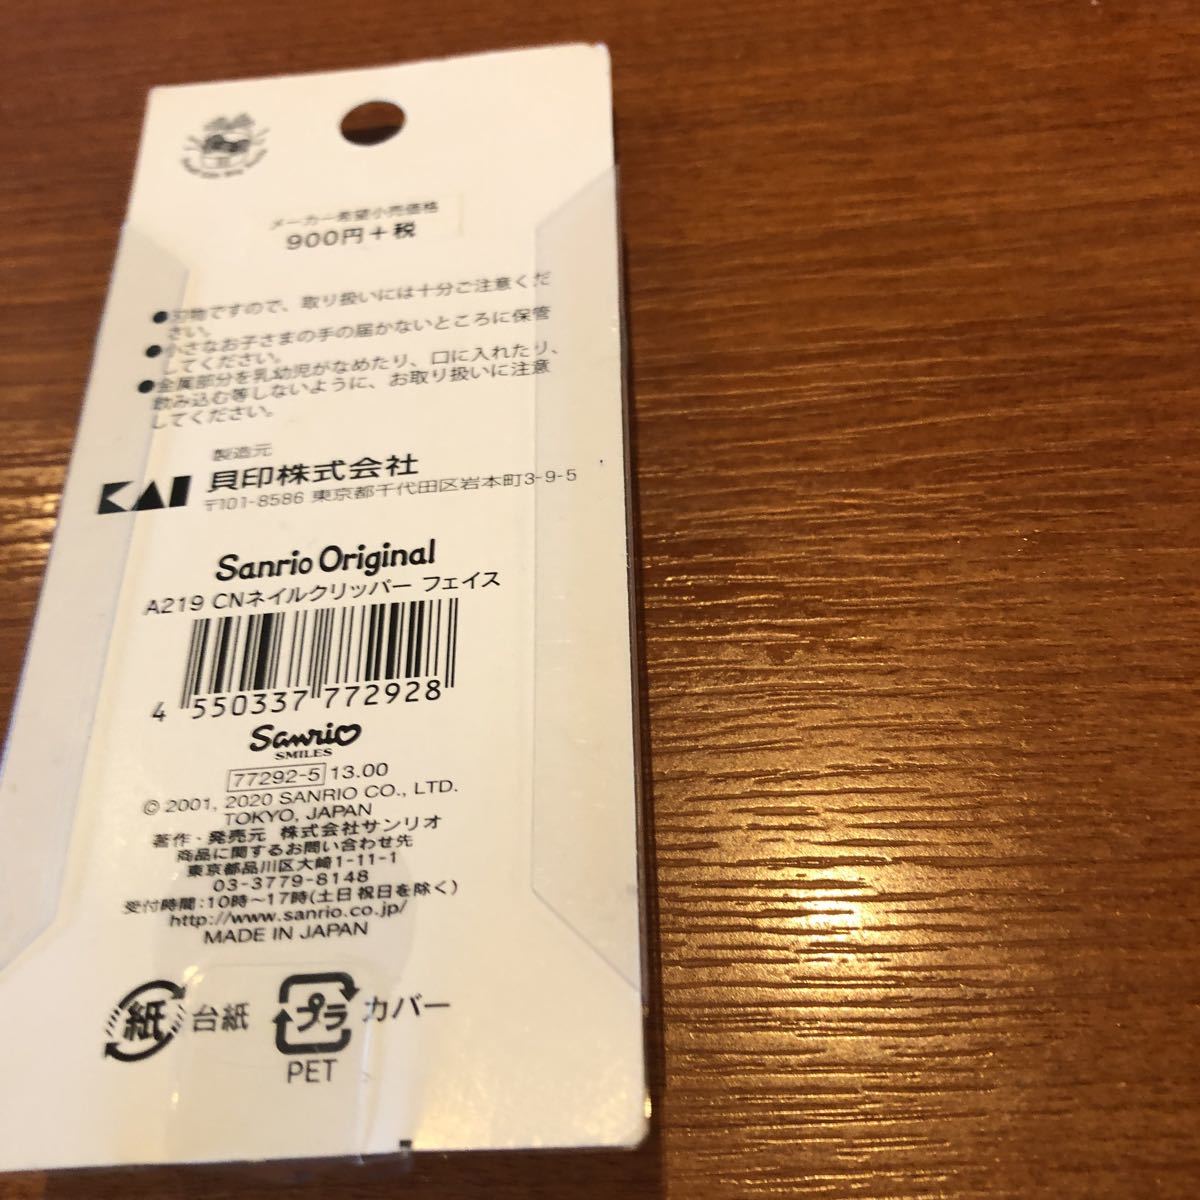 メーカー希望小売価格
900円+税
●刃物ですので、取り扱いには十分ご注意くだ
さい。
●小さなお子さまの手の届かないところに保管
してください。
●金属部分を乳幼児がなめたり、口に入れたり、
飲み込む等しないように、お取り扱いに注意
してください。
製造元
KAI 貝印株式会社
〒101-8586 東京都千代田区岩本町3-9-5
Sanrio Original
A219 CNネイルクリッパー フェイス
4 550337 772928
Sanrio
SMILES
77292-5 13.00
© 2001, 2020 SANRIO CO., LTD.
TOKYO, JAPAN
著作・発売元 株式会社サンリオ
商品に関するお問い合わせ先
東京都品川区大崎1-11-1
03-3779-8148
受付時間:10時〜17時(土日祝日を除く)
http://www.sanrio.co.jp/
MADE IN JAPAN
紙 台紙 プラ カバー
PET